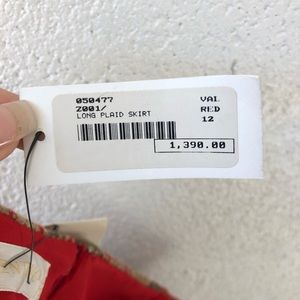 050477 VAL
Z001/ RED
LONG PLAID SKIRT 12
1,390.00